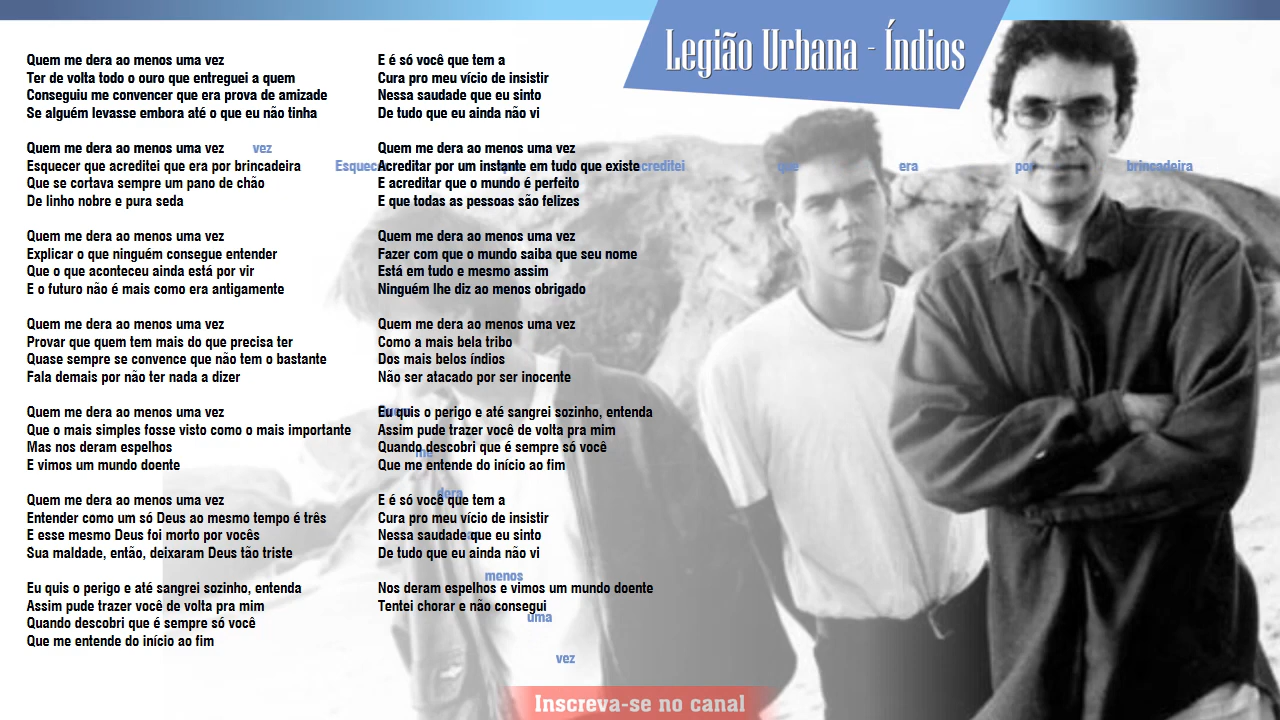 Legião Urbana - Índios
Quem me dera ao menos uma vez
Ter de volta todo o ouro que entreguei a quem
Conseguiu me convencer que era prova de amizade
Se alguém levasse embora até o que eu não tinha
Quem me dera ao menos uma vez
Esquecer que acreditei que era por brincadeira
Que se cortava sempre um pano de chão
De linho nobre e pura seda
Quem me dera ao menos uma vez
Explicar o que ninguém consegue entender
Que o que aconteceu ainda está por vir
E o futuro não é mais como era antigamente
Quem me dera ao menos uma vez
Provar que quem tem mais do que precisa ter
Quase sempre se convence que não tem o bastante
Fala demais por não ter nada a dizer
Quem me dera ao menos uma vez
Que o mais simples fosse visto como o mais importante
Mas nos deram espelhos
E vimos um mundo doente
Quem me dera ao menos uma vez
Entender como um só Deus ao mesmo tempo é três
E esse mesmo Deus foi morto por vocês
Sua maldade, então, deixaram Deus tão triste
Eu quis o perigo e até sangrei sozinho, entenda
Assim pude trazer você de volta pra mim
Quando descobri que é sempre só você
Que me entende do início ao fim
E é só você que tem a
Cura pro meu vício de insistir
Nessa saudade que eu sinto
De tudo que eu ainda não vi
Quem me dera ao menos uma vez
Acreditar por um instante em tudo que existe
E acreditar que o mundo é perfeito
E que todas as pessoas são felizes
Quem me dera ao menos uma vez
Fazer com que o mundo saiba que seu nome
Está em tudo e mesmo assim
Ninguém lhe diz ao menos obrigado
Quem me dera ao menos uma vez
Como a mais bela tribo
Dos mais belos índios
Não ser atacado por ser inocente
Eu quis o perigo e até sangrei sozinho, entenda
Assim pude trazer você de volta pra mim
Quando descobri que é sempre só você
Que me entende do início ao fim
E é só você que tem a
Cura pro meu vício de insistir
Nessa saudade que eu sinto
De tudo que eu ainda não vi
Nos deram espelhos e vimos um mundo doente
Tentei chorar e não consegui
vez
que era por brincadeira
me
dera
menos
uma
vez
Inscreva-se no canal